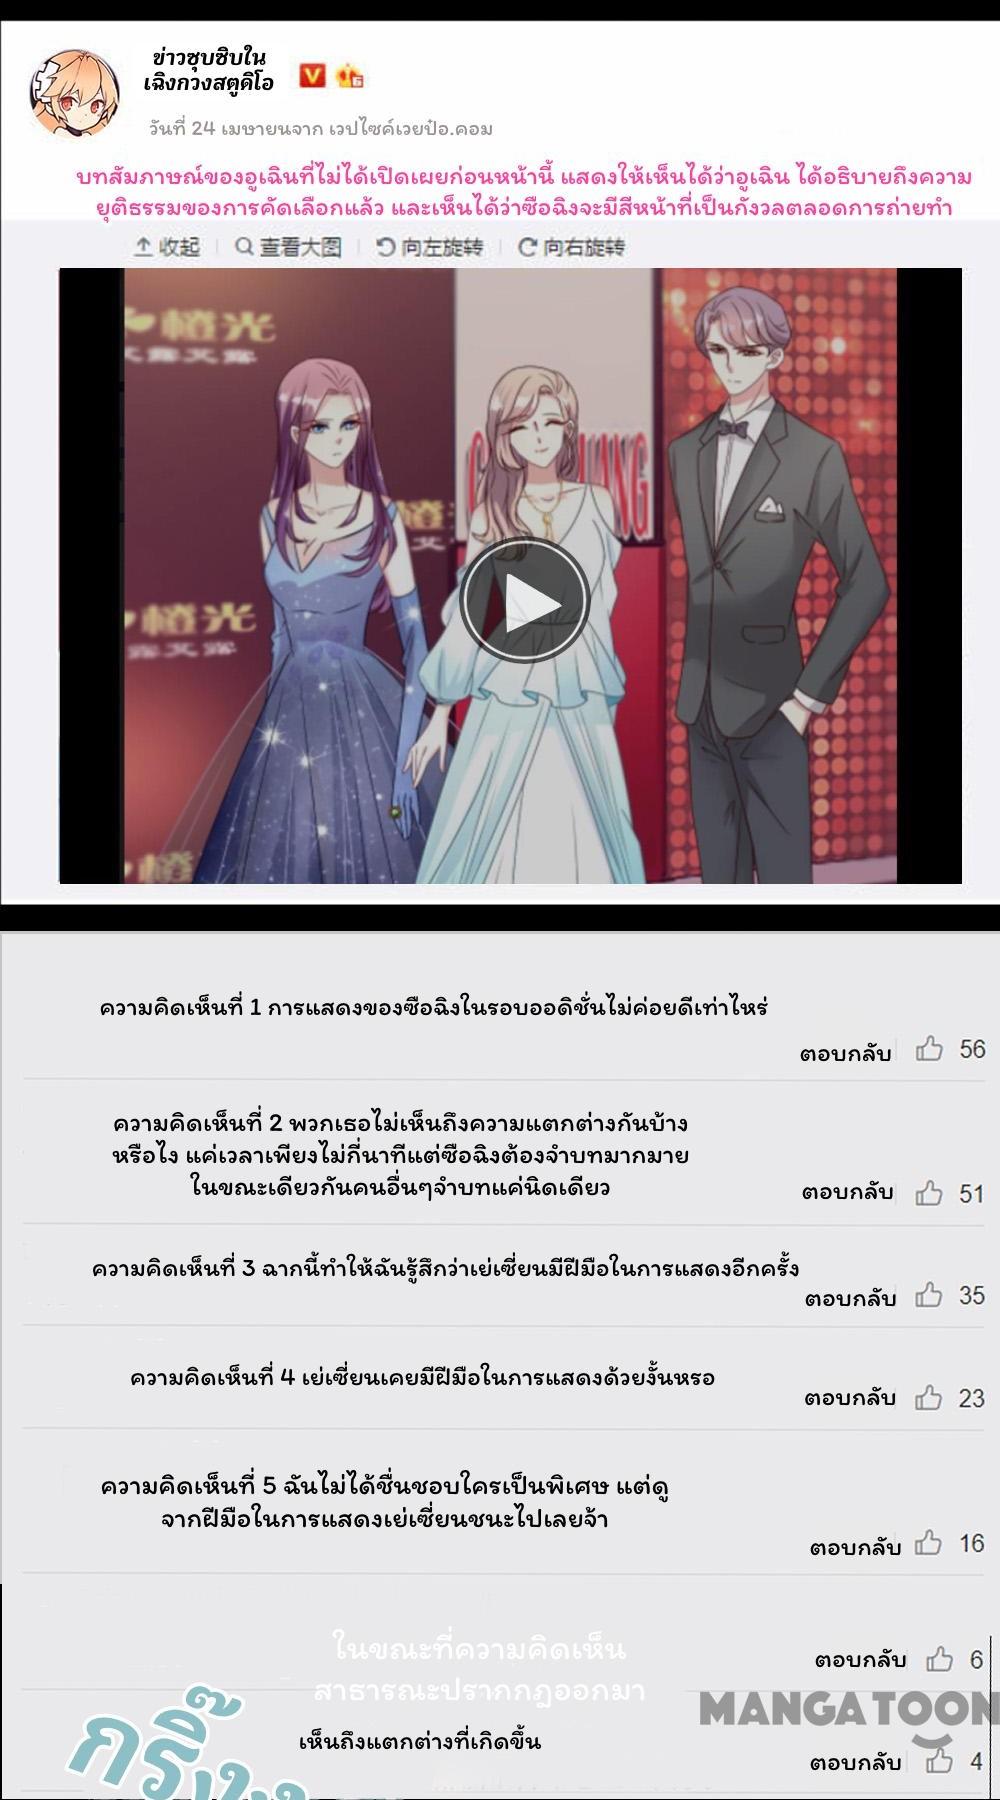 ข่าวซุบซิบใน
เฉิงกวงสตูดิโอ
วันที่ 24 เมษายนจาก เวปไซค์เวยป๋อ.คอม
บทสัมภาษณ์ของอูเฉินที่ไม่ได้เปิดเผยก่อนหน้านี้ แสดงให้เห็นได้ว่าอูเฉิน ได้อธิบายถึงความ
ยุติธรรมของการคัดเลือกแล้ว และเห็นได้ว่าซือฉิงจะมีสีหน้าที่เป็นกังวลตลอดการถ่ายทำ
收起 查看大图 向左旋转 向右旋转
橙光
橙光
ความคิดเห็นที่ 1 การแสดงของซือฉิงในรอบออดิชั่นไม่ค่อยดีเท่าไหร่
ตอบกลับ 56
ความคิดเห็นที่ 2 พวกเธอไม่เห็นถึงความแตกต่างกันบ้าง
หรือไง แค่เวลาเพียงไม่กี่นาทีแต่ซือฉิงต้องจำบทมากมาย
ในขณะเดียวกันคนอื่นๆจำบทแค่นิดเดียว
ตอบกลับ 51
ความคิดเห็นที่ 3 ฉากนี้ทำให้ฉันรู้สึกว่าเย่เซี่ยนมีฝีมือในการแสดงอีกครั้ง
ตอบกลับ 35
ความคิดเห็นที่ 4 เย่เซี่ยนเคยมีฝีมือในการแสดงด้วยงั้นหรอ
ตอบกลับ 23
ความคิดเห็นที่ 5 ฉันไม่ได้ชื่นชอบใครเป็นพิเศษ แต่ดู
จากฝีมือในการแสดงเย่เซี่ยนชนะไปเลยจ้า
ตอบกลับ 16
ในขณะที่ความคิดเห็น
สาธารณะปรากกฎออกมา
ตอบกลับ 6
MANGATOON
เห็นถึงแตกต่างที่เกิดขึ้น
ตอบกลับ 4